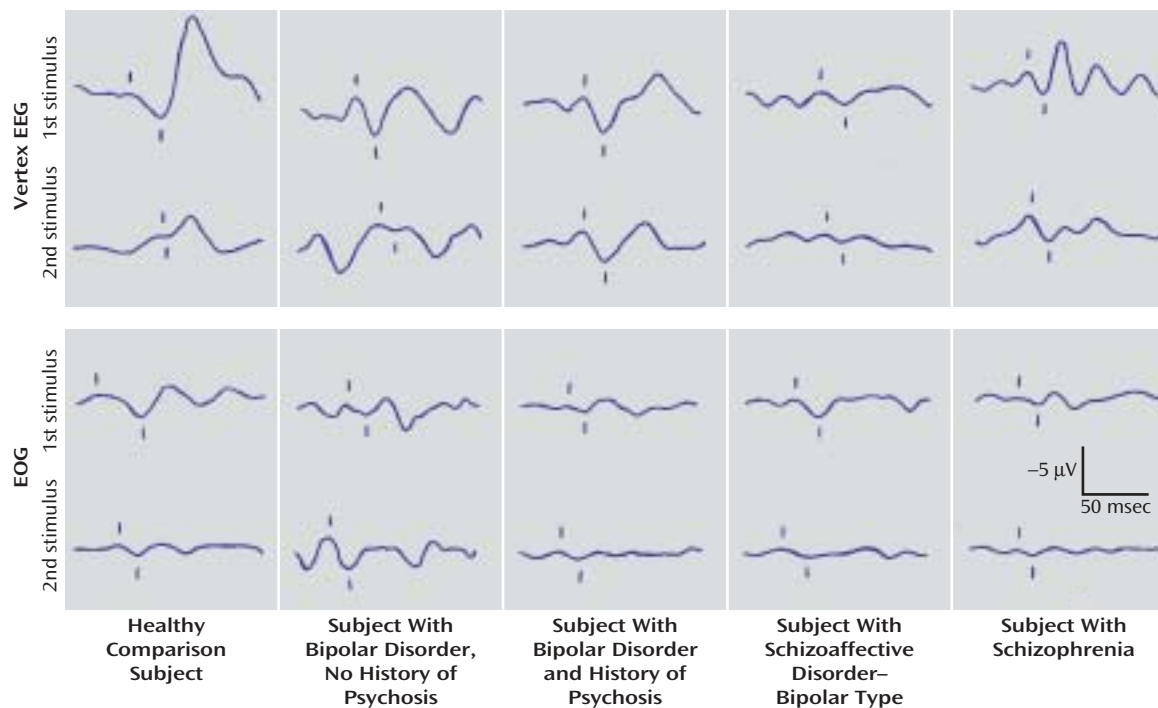 Vertex EEG
1st stimulus
2nd stimulus
EOG
1st stimulus
2nd stimulus
–5 μV
50 msec
Healthy
Comparison
Subject
Subject With
Bipolar Disorder,
No History of
Psychosis
Subject With
Bipolar Disorder
and History of
Psychosis
Subject With
Schizoaffective
Disorder–
Bipolar Type
Subject With
Schizophrenia